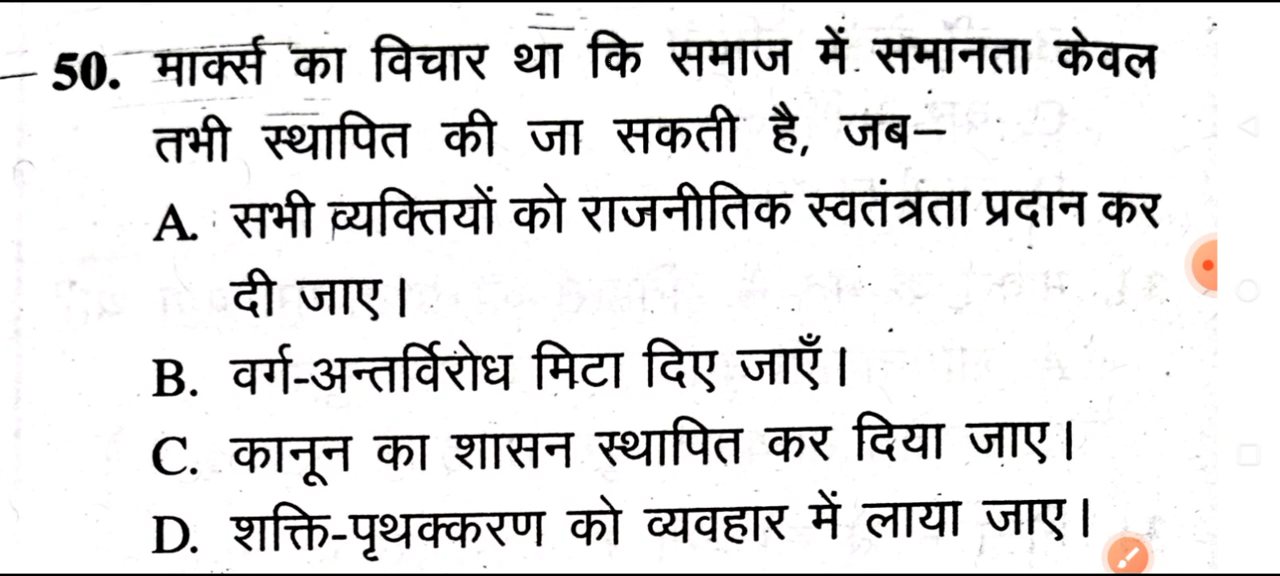 50. मार्क्स का विचार था कि समाज में समानता केवल
तभी स्थापित की जा सकती है, जब–
A. सभी व्यक्तियों को राजनीतिक स्वतंत्रता प्रदान कर
दी जाए।
B. वर्ग-अन्तर्विरोध मिटा दिए जाएँ।
C. कानून का शासन स्थापित कर दिया जाए।
D. शक्ति-पृथक्करण को व्यवहार में लाया जाए।